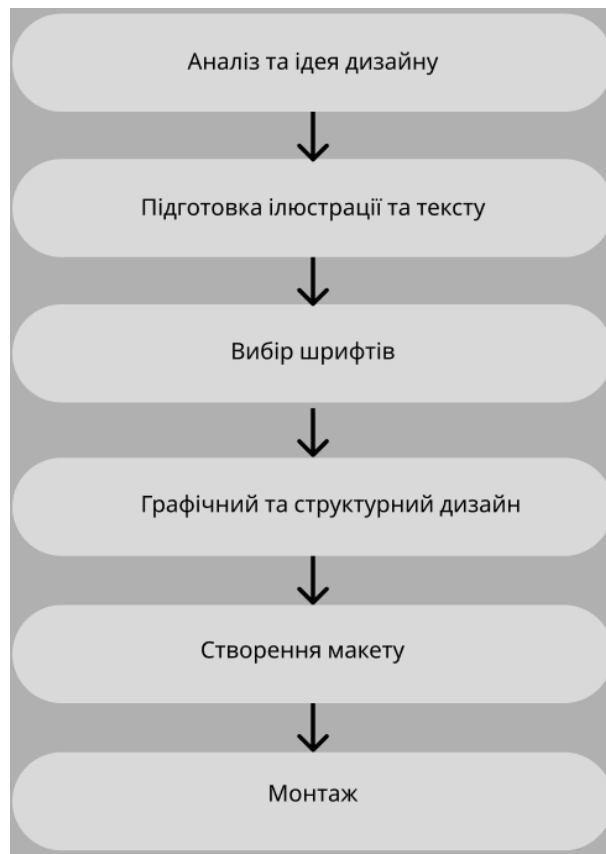 Аналіз та ідея дизайну
Підготовка ілюстрації та тексту
Вибір шрифтів
Графічний та структурний дизайн
Створення макету
Монтаж